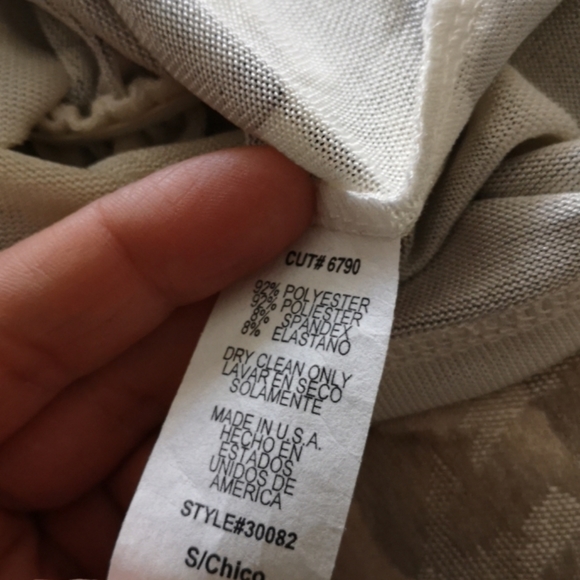 CUT# 6790
92% POLYESTER
92% POLIESTER
8% SPANDEX
8% ELASTANO
DRY CLEAN ONLY
LAVAR EN SECO
SOLAMENTE
MADE IN U.S.A.
HECHO EN
ESTADOS
UNIDOS DE
AMERICA
STYLE#30082
S/Chico